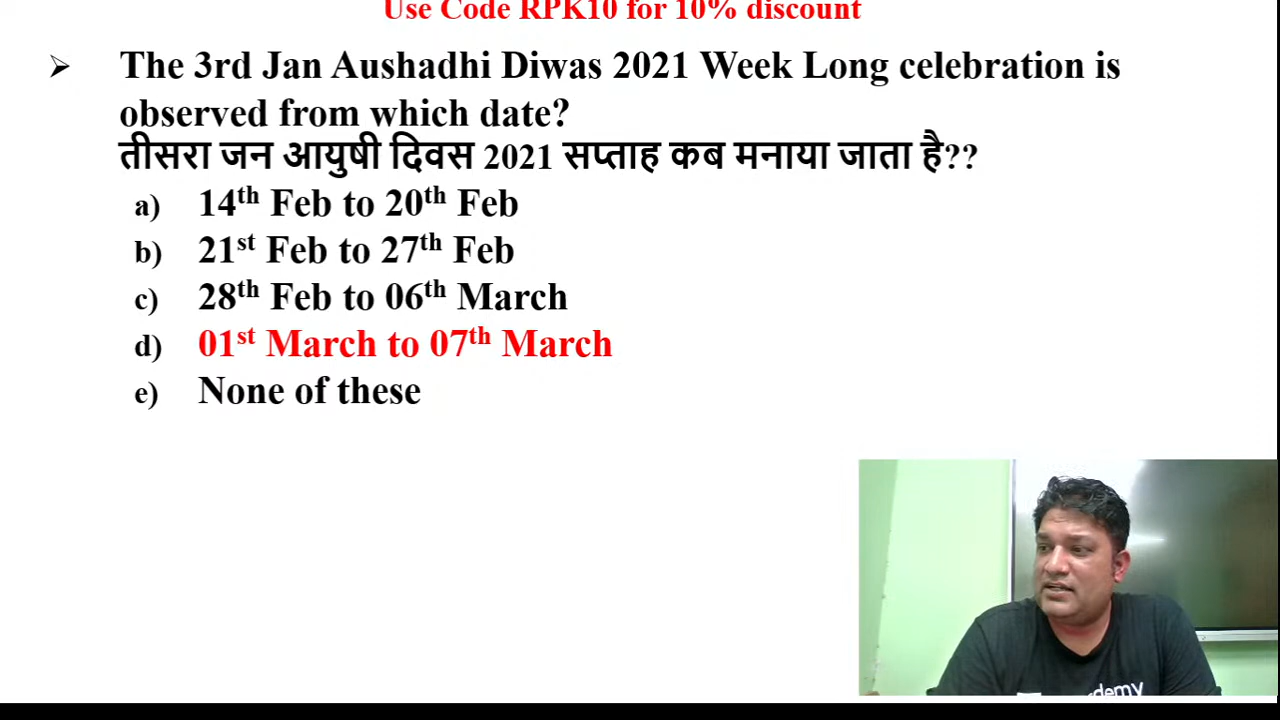 Use Code RPK10 for 10% discount
➢ The 3rd Jan Aushadhi Diwas 2021 Week Long celebration is
observed from which date?
तीसरा जन आयुषी दिवस 2021 सप्ताह कब मनाया जाता है??
a) 14th Feb to 20th Feb
b) 21st Feb to 27th Feb
c) 28th Feb to 06th March
d) 01st March to 07th March
e) None of these